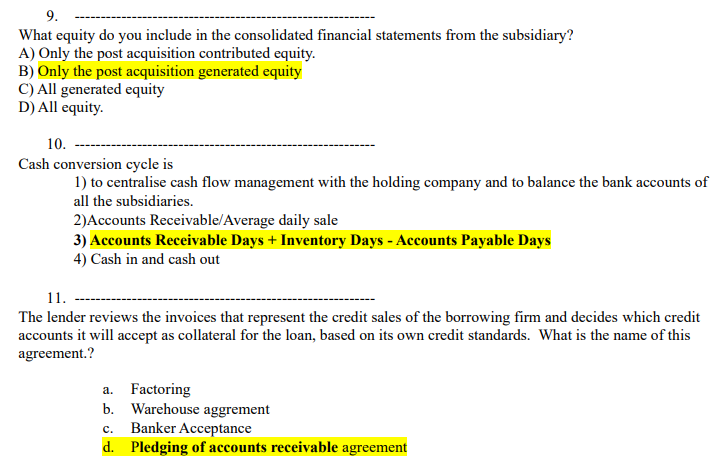 9. ------------------------------------------------------------
What equity do you include in the consolidated financial statements from the subsidiary?
A) Only the post acquisition contributed equity.
B) Only the post acquisition generated equity
C) All generated equity
D) All equity.
10. ------------------------------------------------------------
Cash conversion cycle is
1) to centralise cash flow management with the holding company and to balance the bank accounts of
all the subsidiaries.
2)Accounts Receivable/Average daily sale
3) Accounts Receivable Days + Inventory Days - Accounts Payable Days
4) Cash in and cash out
11. ------------------------------------------------------------
The lender reviews the invoices that represent the credit sales of the borrowing firm and decides which credit
accounts it will accept as collateral for the loan, based on its own credit standards.  What is the name of this
agreement.?
a. Factoring
b. Warehouse aggrement
c. Banker Acceptance
d. Pledging of accounts receivable agreement